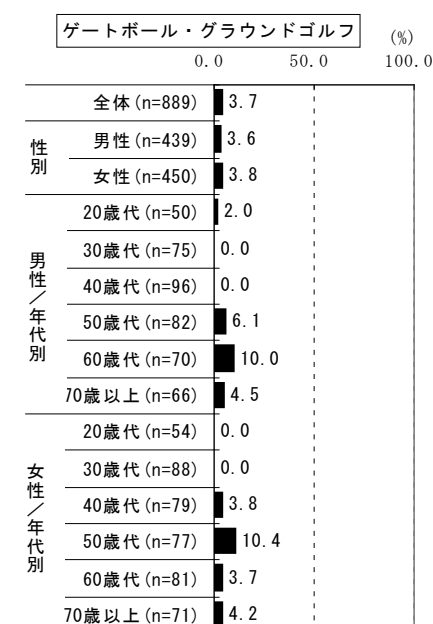 ゲートボール・グラウンドゴルフ
(%)
0.0 50.0 100.0
全体(n=889) 3.7
性別
男性(n=439) 3.6
女性(n=450) 3.8
男性／年代別
20歳代(n=50) 2.0
30歳代(n=75) 0.0
40歳代(n=96) 0.0
50歳代(n=82) 6.1
60歳代(n=70) 10.0
70歳以上(n=66) 4.5
女性／年代別
20歳代(n=54) 0.0
30歳代(n=88) 0.0
40歳代(n=79) 3.8
50歳代(n=77) 10.4
60歳代(n=81) 3.7
70歳以上(n=71) 4.2